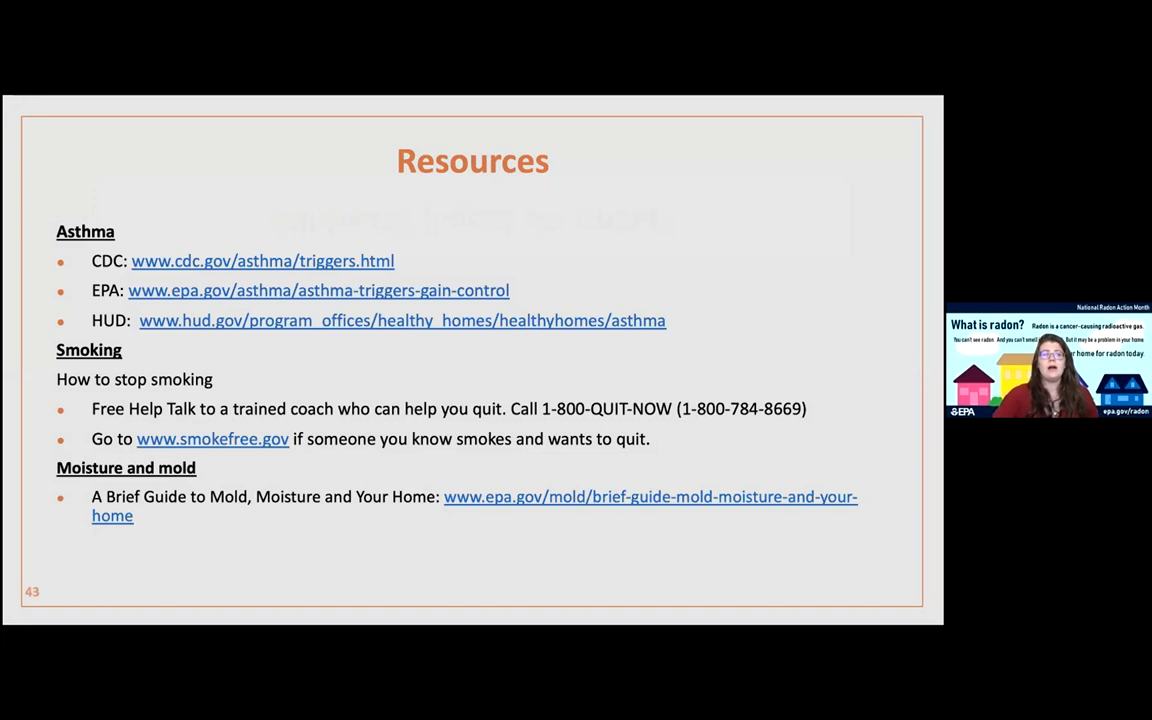 Resources
Asthma
CDC: www.cdc.gov/asthma/triggers.html
EPA: www.epa.gov/asthma/asthma-triggers-gain-control
HUD: www.hud.gov/program_offices/healthy_homes/healthyhomes/asthma
Smoking
How to stop smoking
Free Help Talk to a trained coach who can help you quit. Call 1-800-QUIT-NOW (1-800-784-8669)
Go to www.smokefree.gov if someone you know smokes and wants to quit.
Moisture and mold
A Brief Guide to Mold, Moisture and Your Home: www.epa.gov/mold/brief-guide-mold-moisture-and-your-
home
43
National Radon Action Month
What is radon? Radon is a cancer-causing radioactive gas.
You can't see radon. And you can't smell But it may be a problem in your home.
home for radon today.
EPA
epa.gov/radon